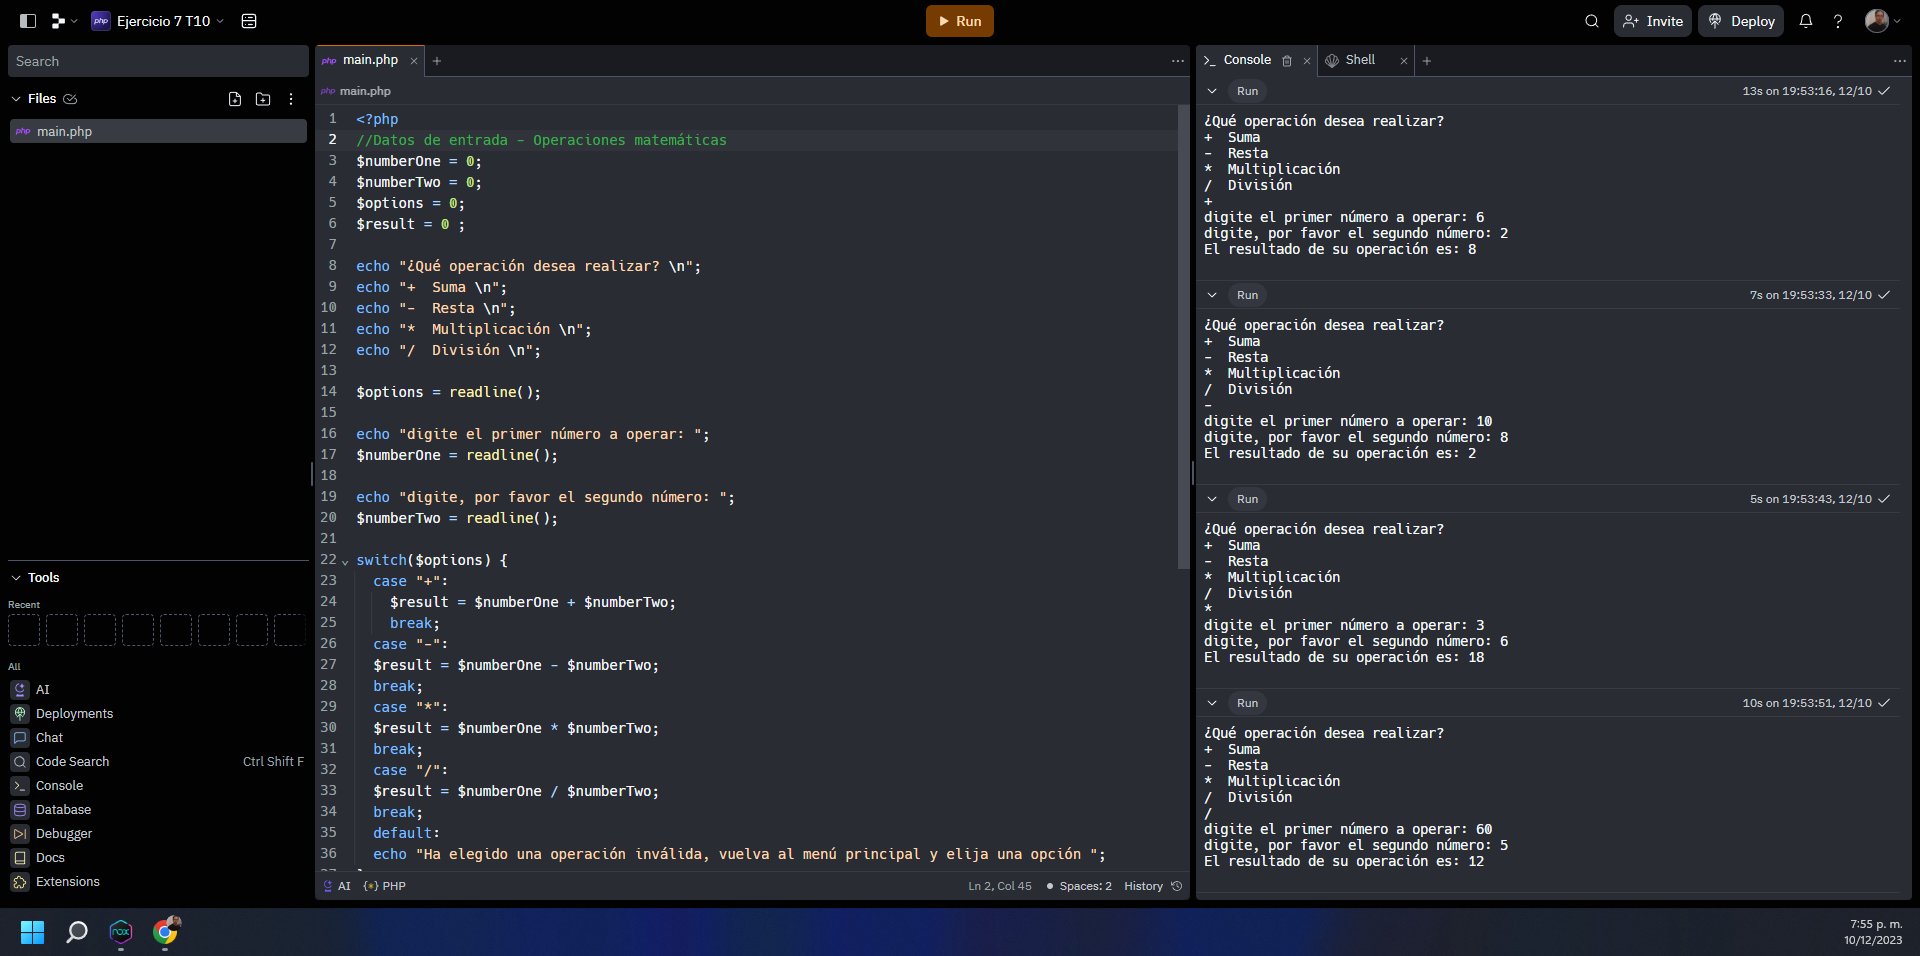 php Ejercicio 7 T10
Run
Invite
Deploy
Search
Files
php main.php
Tools
Recent
All
AI
Deployments
Chat
Code Search Ctrl Shift F
Console
Database
Debugger
Docs
Extensions
php main.php
php main.php
1 <?php
2 //Datos de entrada - Operaciones matemáticas
3 $numberOne = 0;
4 $numberTwo = 0;
5 $options = 0;
6 $result = 0 ;
7
8 echo "¿Qué operación desea realizar? \n";
9 echo "+  Suma \n";
10 echo "-  Resta \n";
11 echo "*  Multiplicación \n";
12 echo "/  División \n";
13
14 $options = readline();
15
16 echo "digite el primer número a operar: ";
17 $numberOne = readline();
18
19 echo "digite, por favor el segundo número: ";
20 $numberTwo = readline();
21
22 switch($options) {
23 case "+":
24 $result = $numberOne + $numberTwo;
25 break;
26 case "-":
27 $result = $numberOne - $numberTwo;
28 break;
29 case "*":
30 $result = $numberOne * $numberTwo;
31 break;
32 case "/":
33 $result = $numberOne / $numberTwo;
34 break;
35 default:
36 echo "Ha elegido una operación inválida, vuelva al menú principal y elija una opción ";
AI {} PHP Ln 2, Col 45 Spaces: 2 History
Console Shell
Run 13s on 19:53:16, 12/10
¿Qué operación desea realizar?
+  Suma
-  Resta
*  Multiplicación
/  División
+
digite el primer número a operar: 6
digite, por favor el segundo número: 2
El resultado de su operación es: 8
Run 7s on 19:53:33, 12/10
¿Qué operación desea realizar?
+  Suma
-  Resta
*  Multiplicación
/  División
-
digite el primer número a operar: 10
digite, por favor el segundo número: 8
El resultado de su operación es: 2
Run 5s on 19:53:43, 12/10
¿Qué operación desea realizar?
+  Suma
-  Resta
*  Multiplicación
/  División
*
digite el primer número a operar: 3
digite, por favor el segundo número: 6
El resultado de su operación es: 18
Run 10s on 19:53:51, 12/10
¿Qué operación desea realizar?
+  Suma
-  Resta
*  Multiplicación
/  División
/
digite el primer número a operar: 60
digite, por favor el segundo número: 5
El resultado de su operación es: 12
nox
7:55 p. m.
10/12/2023